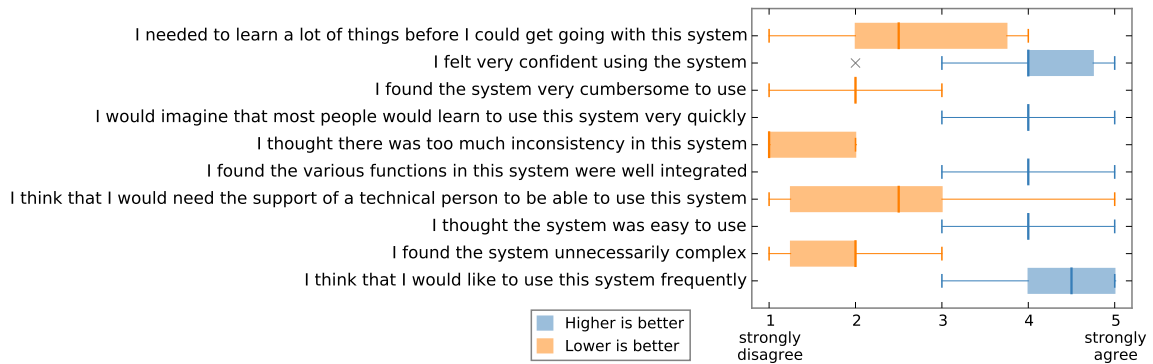 I needed to learn a lot of things before I could get going with this system
I felt very confident using the system
I found the system very cumbersome to use
I would imagine that most people would learn to use this system very quickly
I thought there was too much inconsistency in this system
I found the various functions in this system were well integrated
I think that I would need the support of a technical person to be able to use this system
I thought the system was easy to use
I found the system unnecessarily complex
I think that I would like to use this system frequently
1 2 3 4 5
strongly disagree
strongly agree
Higher is better
Lower is better